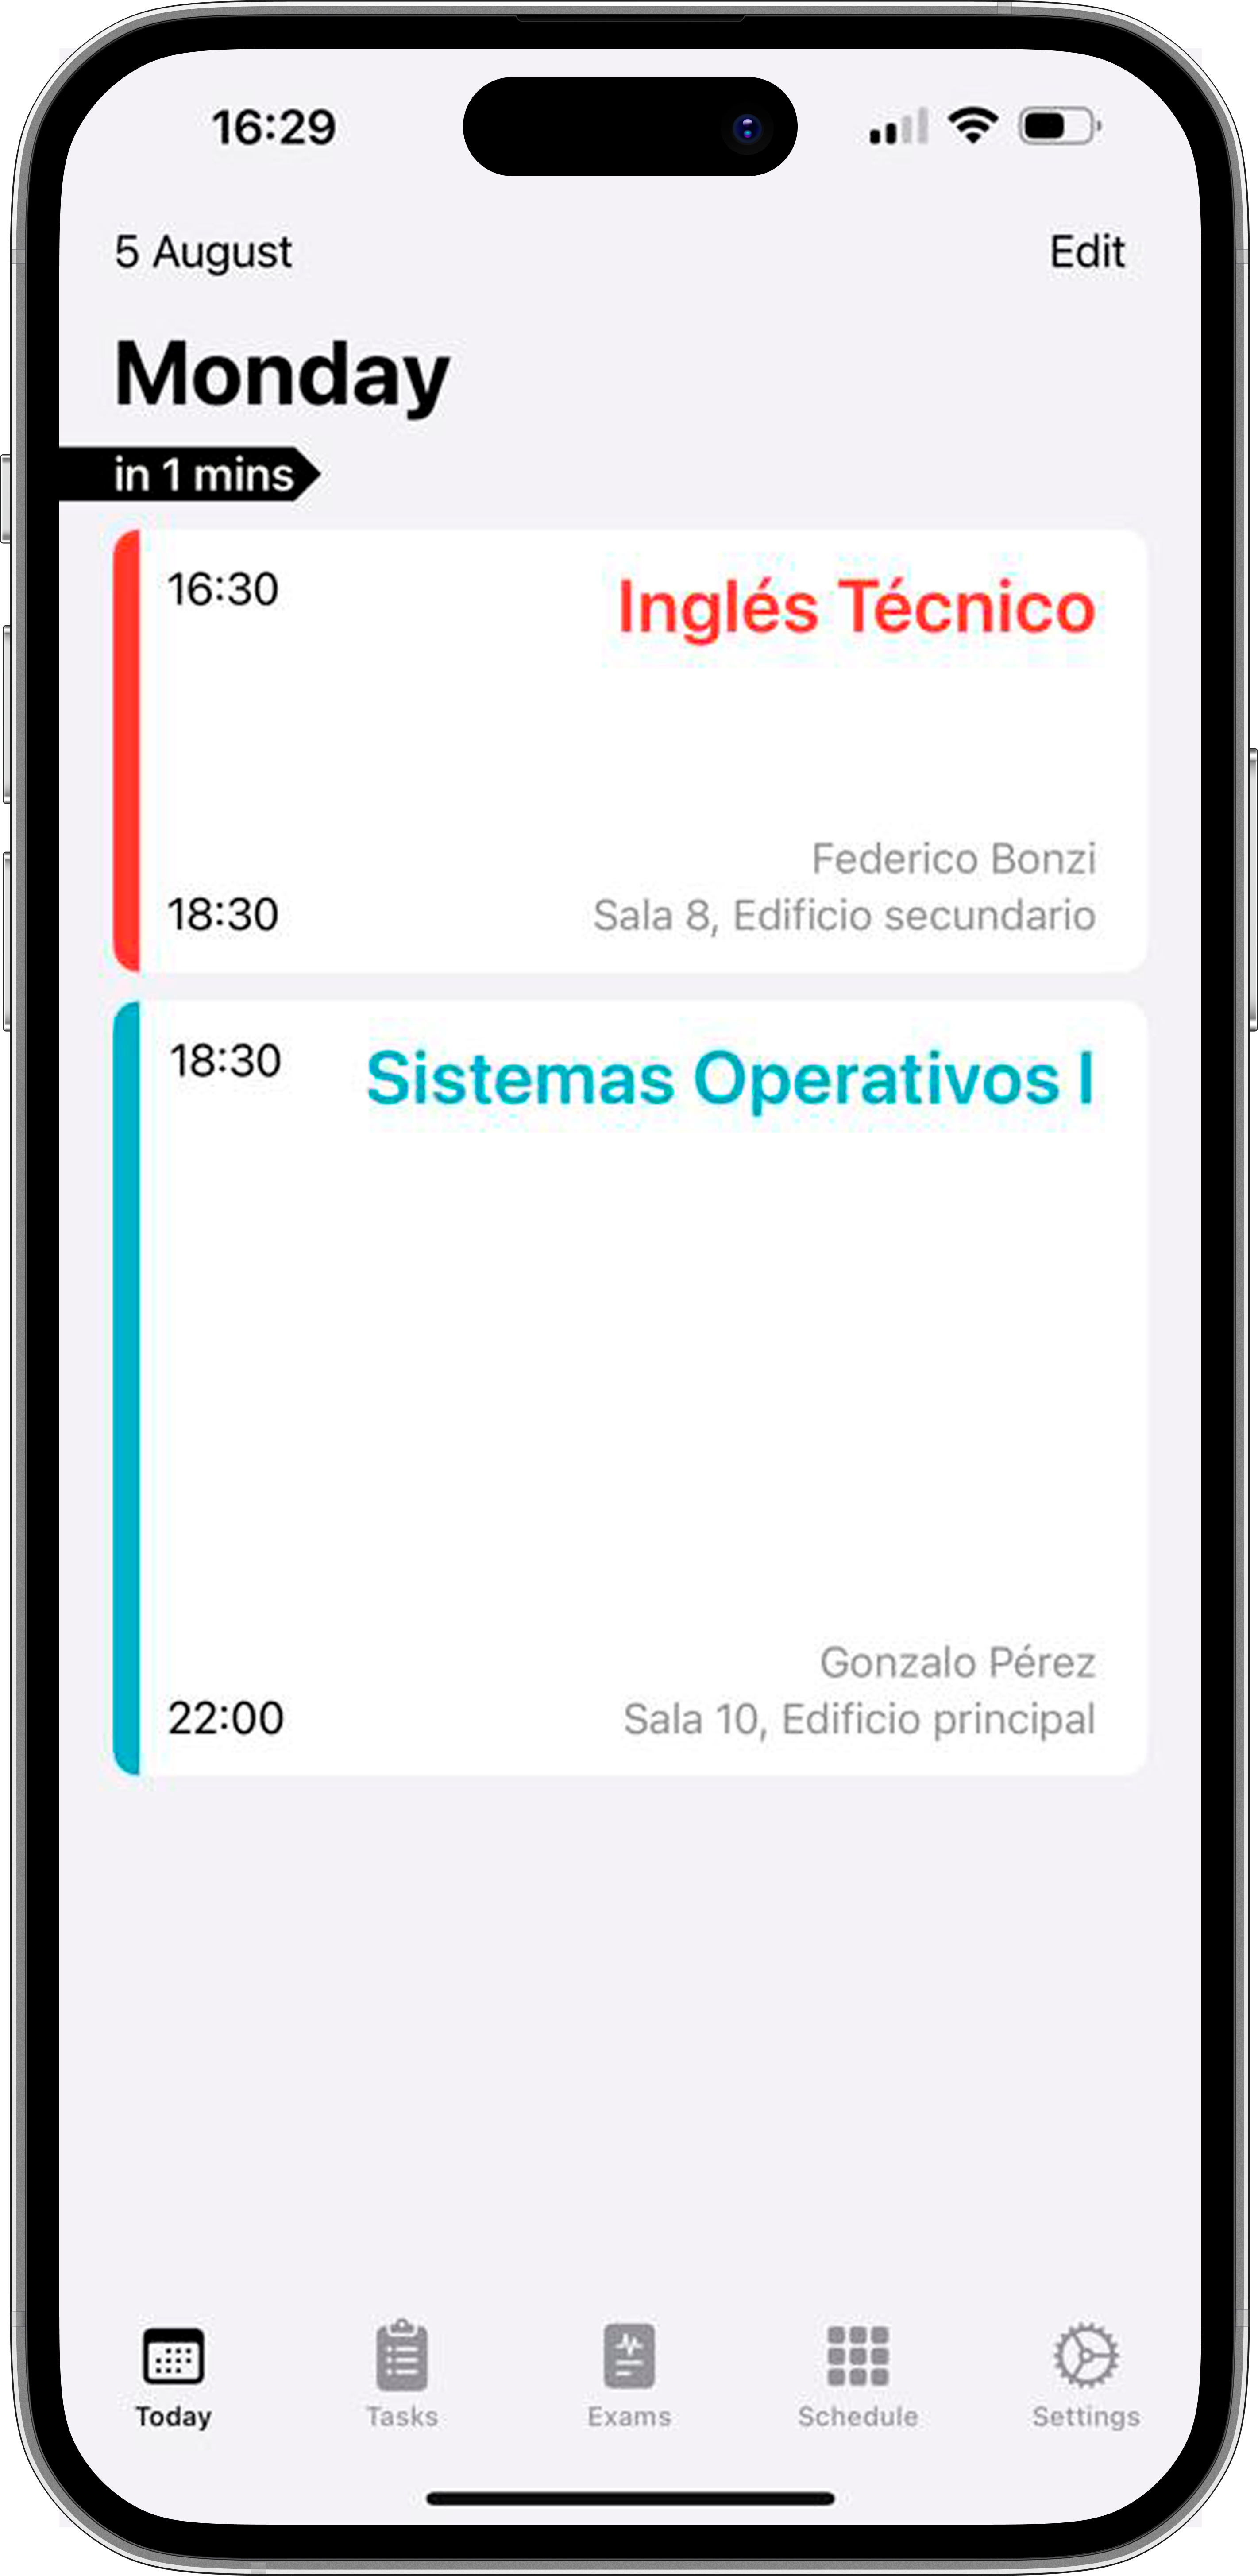 16:29
5 August
Edit
Monday
in 1 mins
16:30
Inglés Técnico
Federico Bonzi
18:30
Sala 8, Edificio secundario
18:30
Sistemas Operativos I
Gonzalo Pérez
22:00
Sala 10, Edificio principal
Today
Tasks
Exams
Schedule
Settings